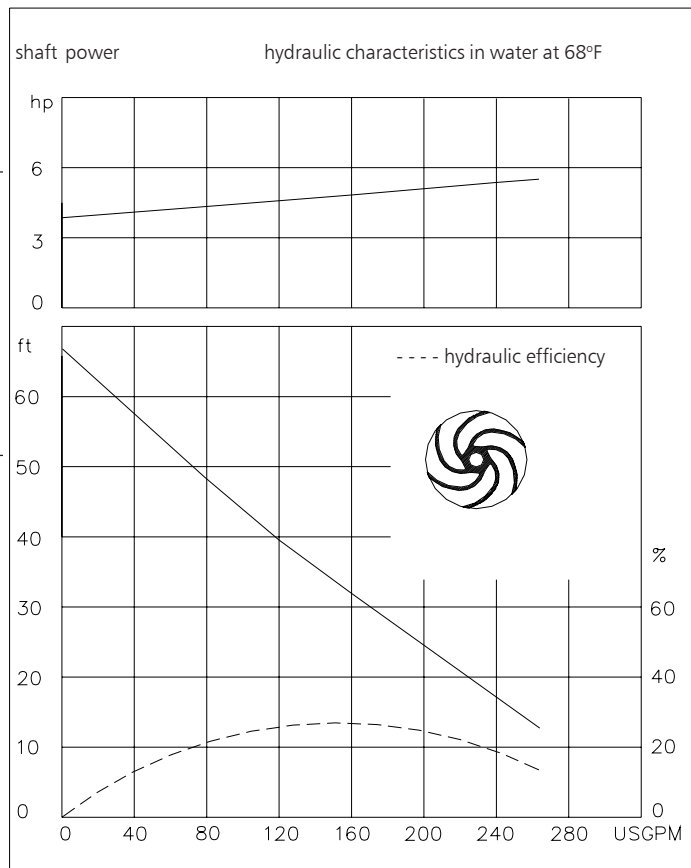 shaft power
hydraulic characteristics in water at 68°F
hp
6
3
0
ft
- - - - hydraulic efficiency
60
50
40
%
30
60
20
40
10
20
0
0
0 40 80 120 160 200 240 280 USGPM